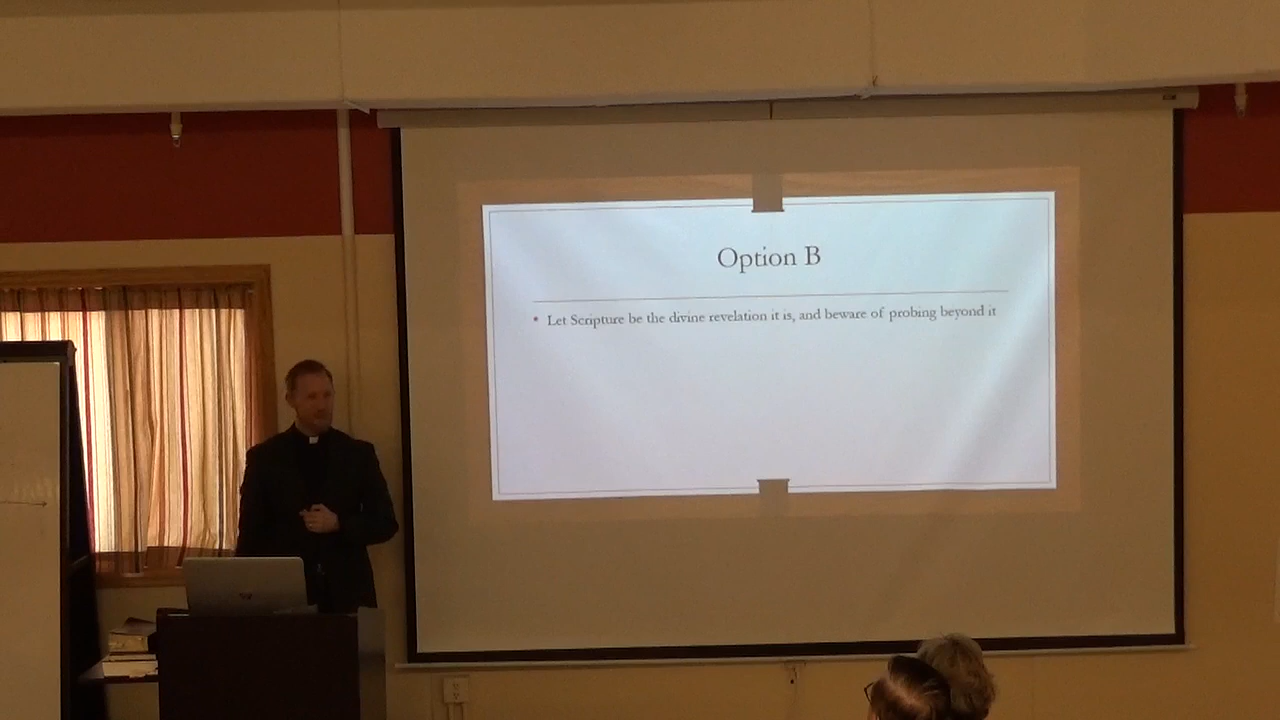 Option B
* Let Scripture be the divine revelation it is, and beware of probing beyond it